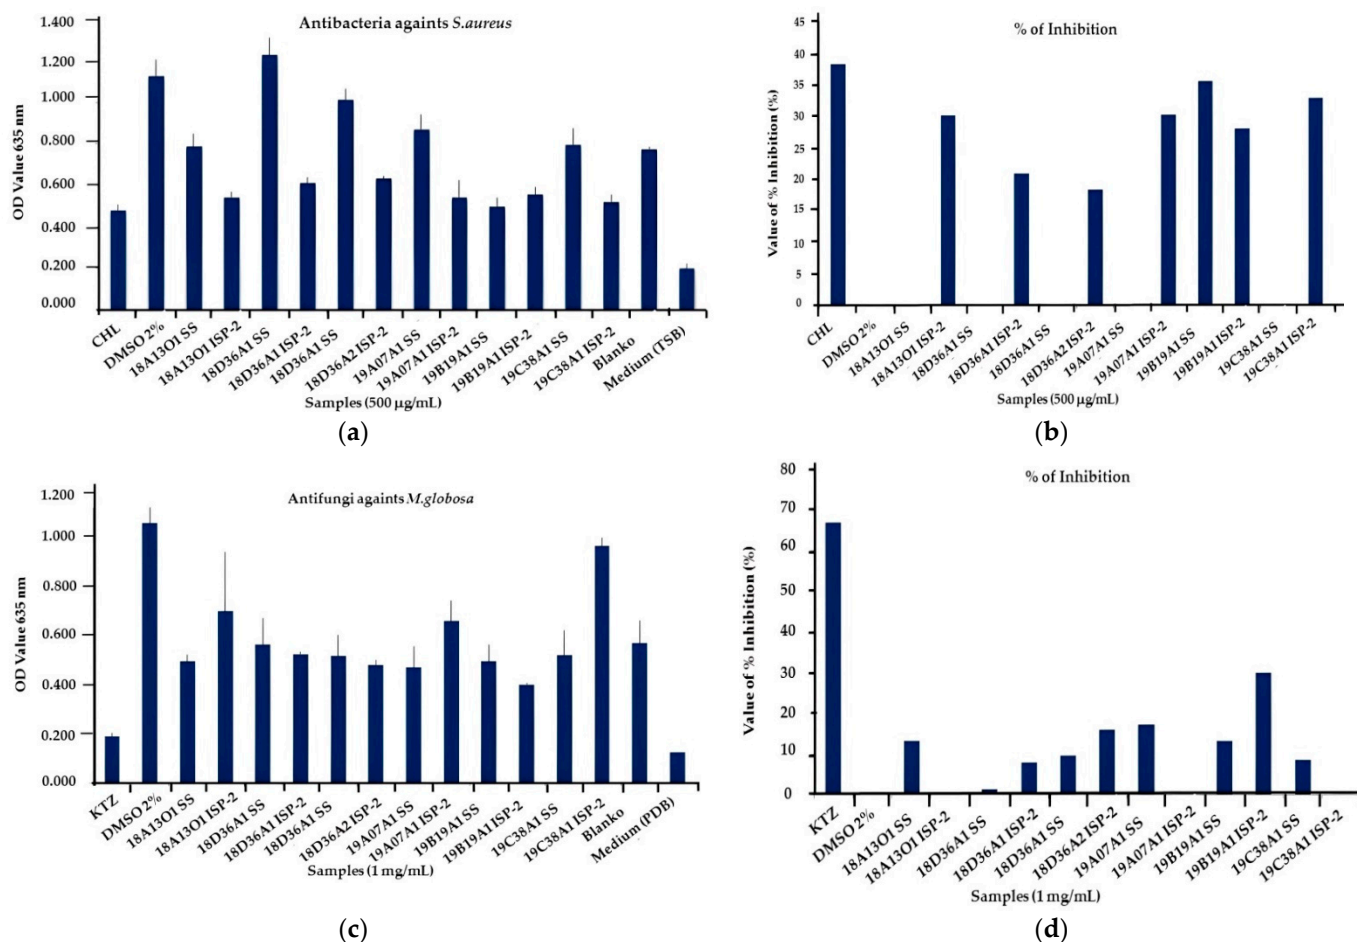 Antibacteria againts S.aureus
OD Value 635 nm
1.400
1.200
1.000
0.800
0.600
0.400
0.200
0.000
CHL
DMSO 2%
18A13O1 SS
18A13O1 ISP-2
18D36A1 SS
18D36A1 ISP-2
18D36A1 SS
18D36A2 ISP-2
19A07A1 SS
19A07A1 ISP-2
19B19A1 SS
19B19A1 ISP-2
19C38A1 SS
19C38A1 ISP-2
Blanko
Medium (TSB)
Samples (500 µg/mL)
(a)
% of Inhibition
Value of % Inhibition (%)
45
40
35
30
25
20
15
10
5
0
CHL
DMSO 2%
18A13O1 SS
18A13O1 ISP-2
18D36A1 SS
18D36A1 ISP-2
18D36A1 SS
18D36A2 ISP-2
19A07A1 SS
19A07A1 ISP-2
19B19A1 SS
19B19A1 ISP-2
19C38A1 SS
19C38A1 ISP-2
Samples (500 µg/mL)
(b)
Antifungi againts M.globosa
OD Value 635 nm
1.200
1.000
0.800
0.600
0.400
0.200
0.000
KTZ
DMSO 2%
18A13O1 SS
18A13O1 ISP-2
18D36A1 SS
18D36A1 ISP-2
18D36A1 SS
18D36A2 ISP-2
19A07A1 SS
19A07A1 ISP-2
19B19A1 SS
19B19A1 ISP-2
19C38A1 SS
19C38A1 ISP-2
Blanko
Medium (PDB)
Samples (1 mg/mL)
(c)
% of Inhibition
Value of % Inhibition (%)
80
70
60
50
40
30
20
10
0
KTZ
DMSO 2%
18A13O1 SS
18A13O1 ISP-2
18D36A1 SS
18D36A1 ISP-2
18D36A1 SS
18D36A2 ISP-2
19A07A1 SS
19A07A1 ISP-2
19B19A1 SS
19B19A1 ISP-2
19C38A1 SS
19C38A1 ISP-2
Samples (1 mg/mL)
(d)